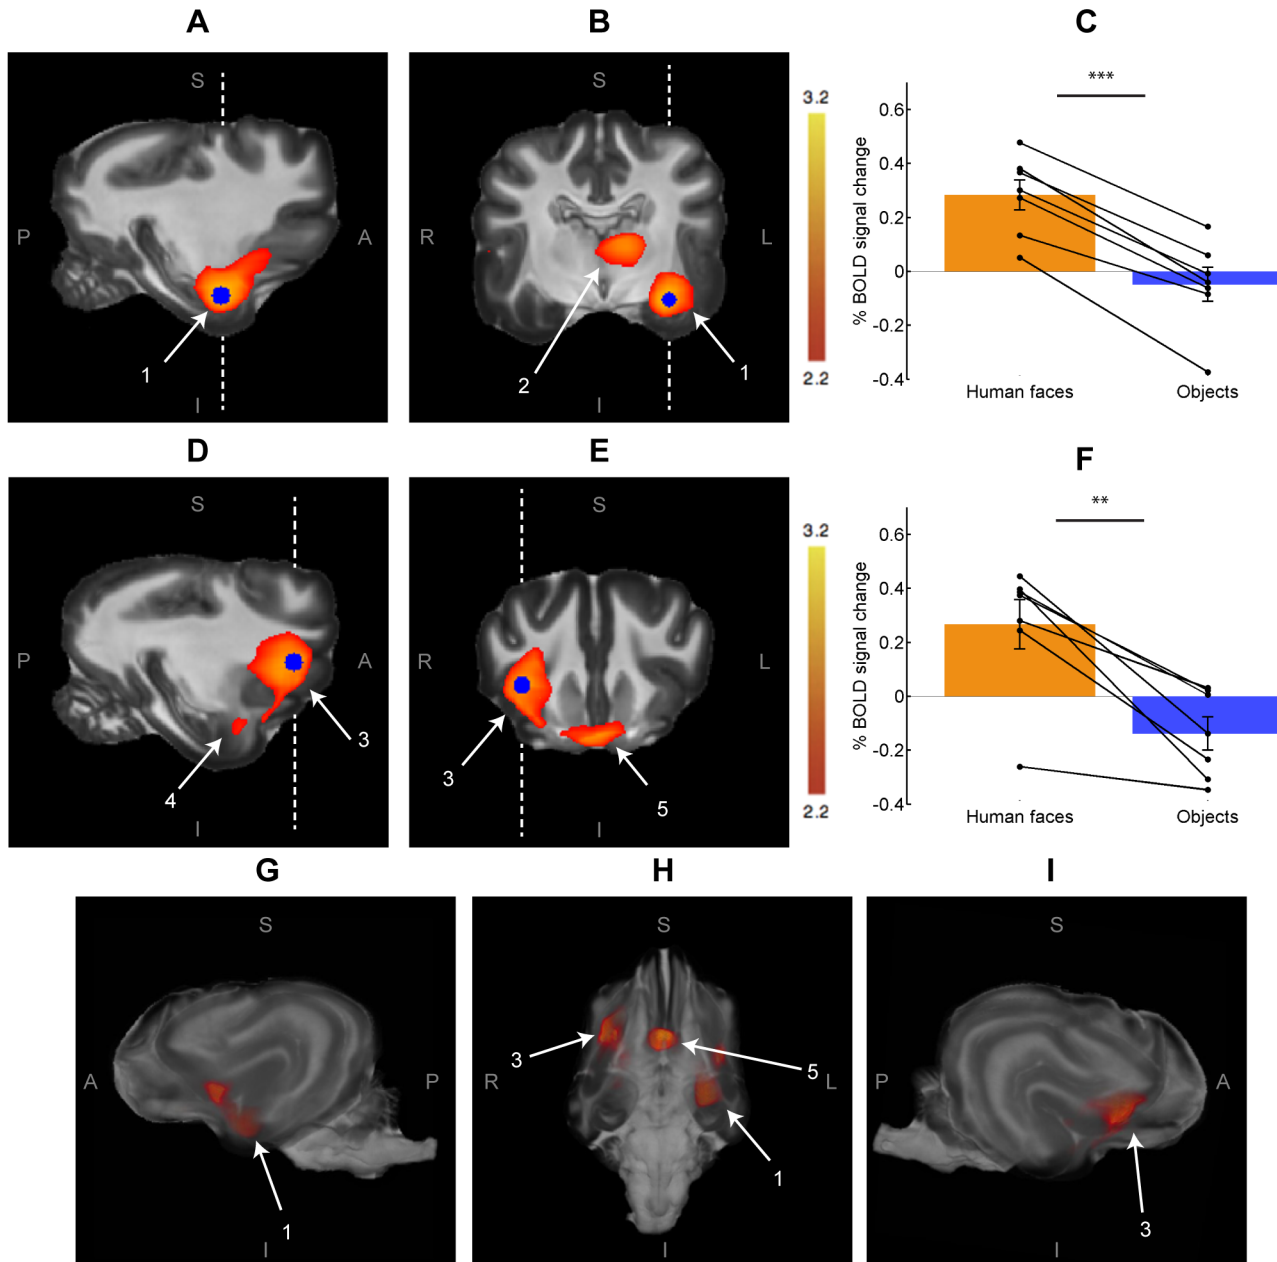 A
B
C
S
P
A
I
1
S
R
L
I
2
1
3.2
2.2
***
% BOLD signal change
0.6
0.4
0.2
0
-0.2
-0.4
Human faces
Objects
D
E
F
S
P
A
I
4
3
S
R
L
I
3
5
3.2
2.2
**
% BOLD signal change
0.6
0.4
0.2
0
-0.2
-0.4
Human faces
Objects
G
H
I
S
A
P
I
1
S
R
L
I
3
5
1
S
P
A
I
3